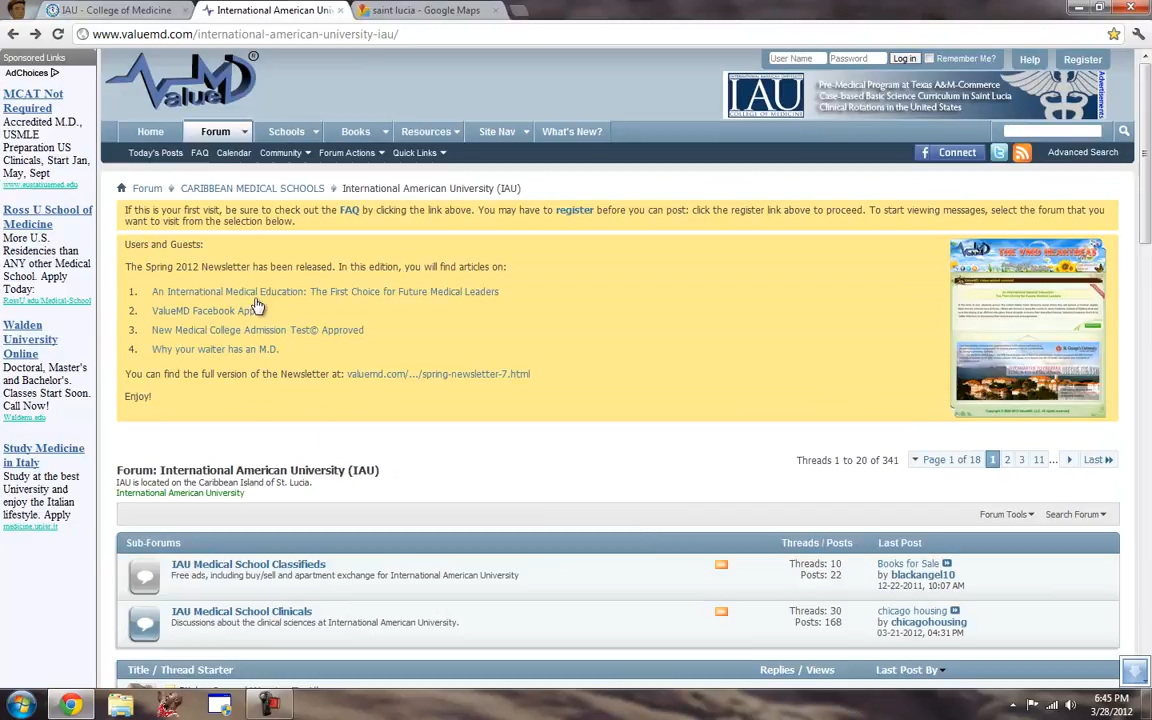 IAU - College of Medicine
International American Uni
saint lucia - Google Maps
www.valuemd.com/international-american-university-iau/
Sponsored Links
AdChoices
MCAT Not
Required
Accredited M.D.,
USMLE
Preparation US
Clinicals, Start Jan,
May, Sept
www.eustatiusmed.edu
Ross U School of
Medicine
More U.S.
Residencies than
ANY other Medical
School. Apply
Today!
RossU.edu/Medical-School
Walden
University
Online
Doctoral, Master's
and Bachelor's.
Classes Start Soon.
Call Now!
Waldenu.edu
Study Medicine
in Italy
Study at the best
University and
enjoy the Italian
lifestyle. Apply
medicine.unisr.it
ValueMD®
User Name
Password
Log in
Remember Me?
Help
Register
IAU
COLLEGE OF MEDICINE
Pre-Medical Program at Texas A&M-Commerce
Case-based Basic Science Curriculum in Saint Lucia
Clinical Rotations in the United States
Advertisements
Home
Forum
Schools
Books
Resources
Site Nav
What's New?
Today's Posts
FAQ
Calendar
Community
Forum Actions
Quick Links
f Connect
Advanced Search
Forum
CARIBBEAN MEDICAL SCHOOLS
International American University (IAU)
If this is your first visit, be sure to check out the FAQ by clicking the link above. You may have to register before you can post: click the register link above to proceed. To start viewing messages, select the forum that you
want to visit from the selection below.
Users and Guests:
The Spring 2012 Newsletter has been released. In this edition, you will find articles on:
1. An International Medical Education: The First Choice for Future Medical Leaders
2. ValueMD Facebook App
3. New Medical College Admission Test© Approved
4. Why your waiter has an M.D.
You can find the full version of the Newsletter at: valuemd.com/.../spring-newsletter-7.html
Enjoy!
Threads 1 to 20 of 341
Page 1 of 18
1
2
3
11
...
Last
Forum: International American University (IAU)
IAU is located on the Caribbean Island of St. Lucia.
International American University
Forum Tools
Search Forum
Sub-Forums
Threads / Posts
Last Post
IAU Medical School Classifieds
Free ads, including buy/sell and apartment exchange for International American University
Threads: 10
Posts: 22
Books for Sale
by blackangel10
12-22-2011, 10:07 AM
IAU Medical School Clinicals
Discussions about the clinical sciences at International American University.
Threads: 30
Posts: 168
chicago housing
by chicagohousing
03-21-2012, 04:31 PM
Title / Thread Starter
Replies / Views
Last Post By
6:45 PM
3/28/2012